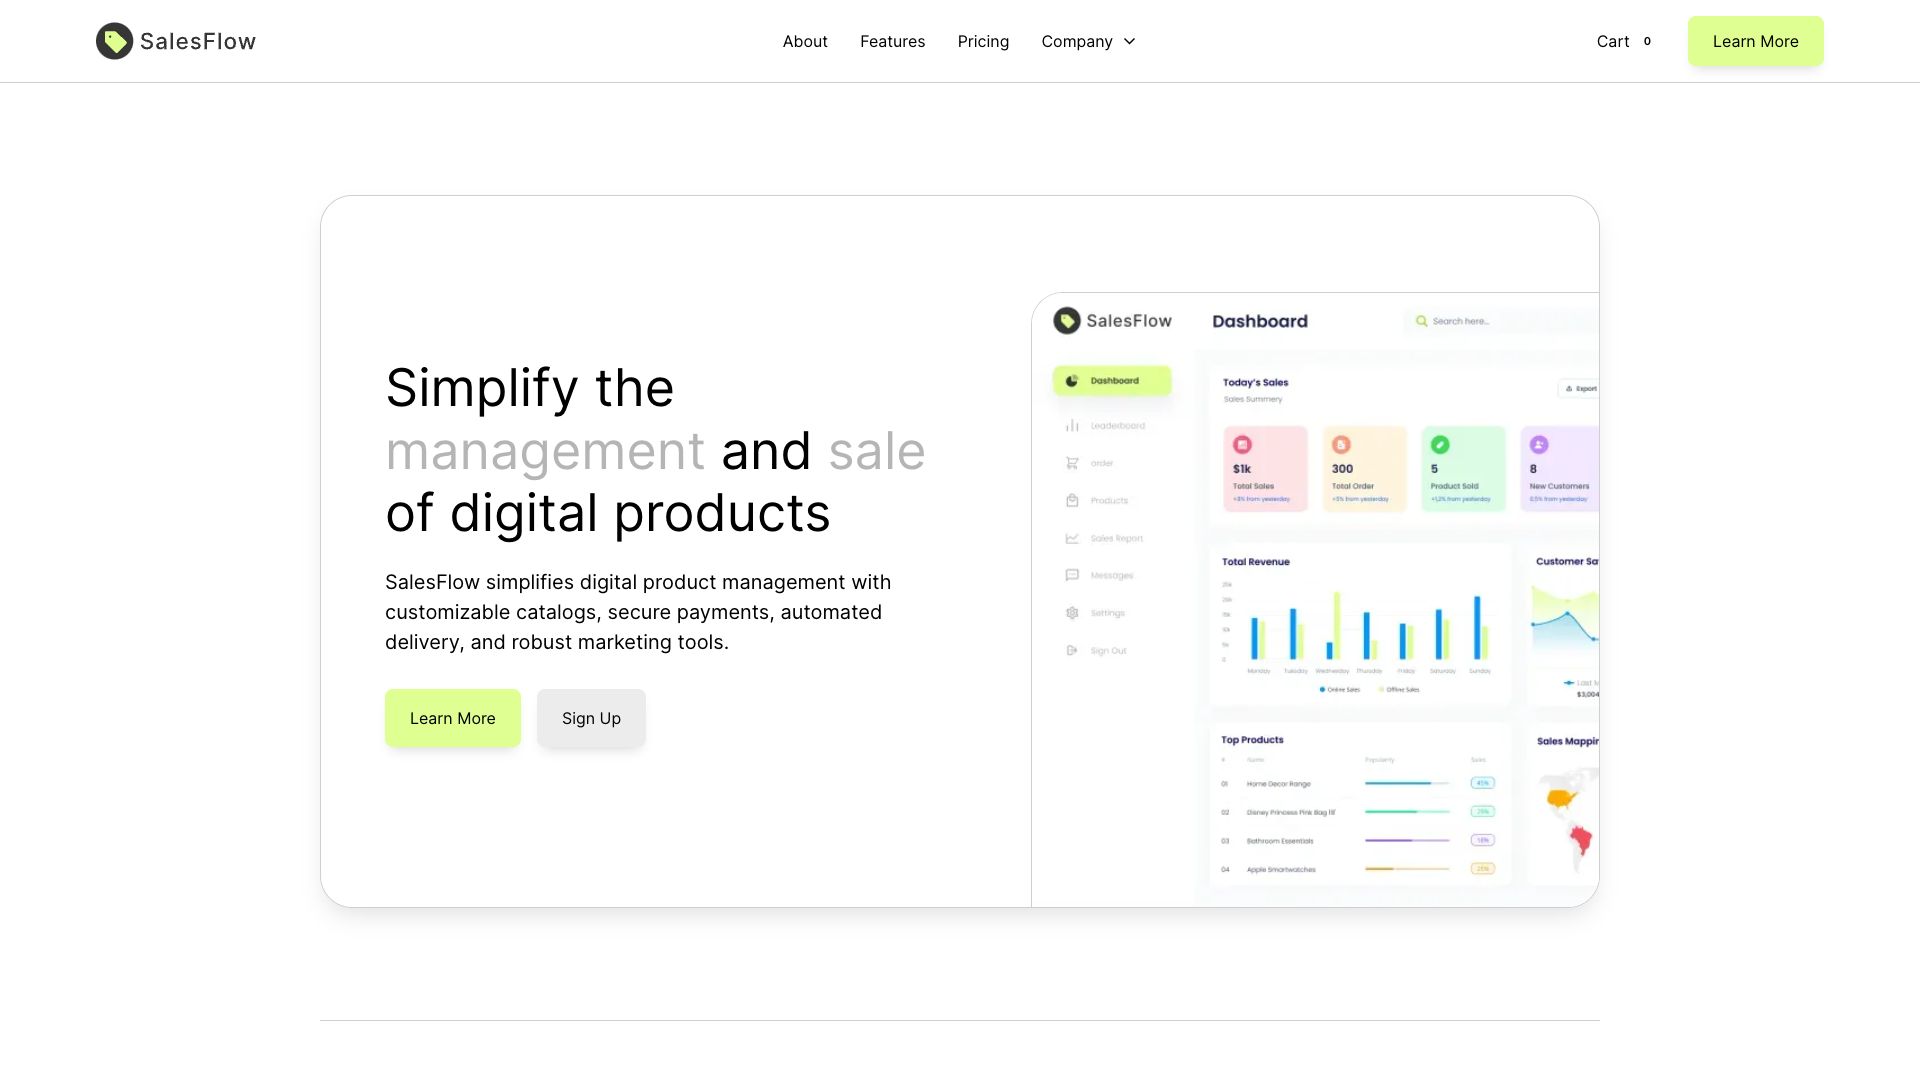 SalesFlow
About
Features
Pricing
Company
Cart 0
Learn More
Simplify the
management and sale
of digital products
SalesFlow simplifies digital product management with
customizable catalogs, secure payments, automated
delivery, and robust marketing tools.
Learn More
Sign Up
SalesFlow
Dashboard
Search here...
Dashboard
Leaderboard
order
Products
Sales Report
Messages
Settings
Sign Out
Today's Sales
Sales Summery
Export
$1k
Total Sales
+8% from yesterday
300
Total Order
+5% from yesterday
5
Product Sold
+1,2% from yesterday
8
New Customers
0,5% from yesterday
Total Revenue
25k
20k
15k
10k
5k
0
Monday Tuesday Wednesday Thursday Friday Saturday Sunday
Online Sales Offline Sales
Customer Sa
Last M
$3,004
Top Products
# Name Popularity Sales
01 Home Decor Range 45%
02 Disney Princess Pink Bag 18' 29%
03 Bathroom Essentials 18%
04 Apple Smartwatches 25%
Sales Mappin